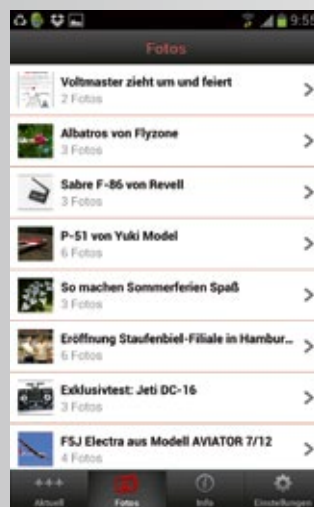 9:55
Fotos
Voltmaster zieht um und feiert
2 Fotos
Albatros von Flyzone
3 Fotos
Sabre F-86 von Revell
3 Fotos
P-51 von Yuki Model
6 Fotos
So machen Sommerferien Spaß
3 Fotos
Eröffnung Staufenbiel-Filiale in Hambur...
6 Fotos
Exklusivtest: Jeti DC-16
3 Fotos
FSJ Electra aus Modell AVIATOR 7/12
4 Fotos
Aktuell Fotos Info Einstellungen